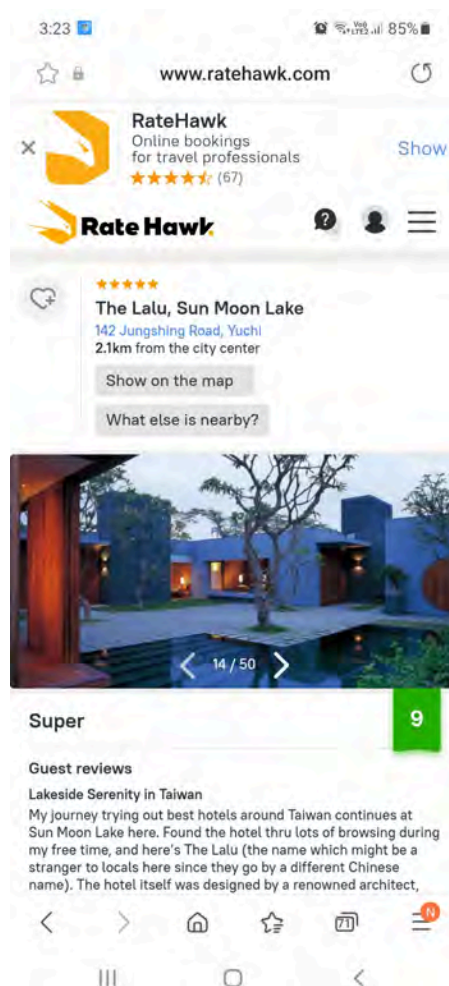 3:23
85%
www.ratehawk.com
RateHawk
Online bookings
for travel professionals
(67)
Show
Rate Hawk.
The Lalu, Sun Moon Lake
142 Jungshing Road, Yuchi
2.1km from the city center
Show on the map
What else is nearby?
14 / 50
Super
9
Guest reviews
Lakeside Serenity in Taiwan
My journey trying out best hotels around Taiwan continues at
Sun Moon Lake here. Found the hotel thru lots of browsing during
my free time, and here's The Lalu (the name which might be a
stranger to locals here since they go by a different Chinese
name). The hotel itself was designed by a renowned architect,
71
N